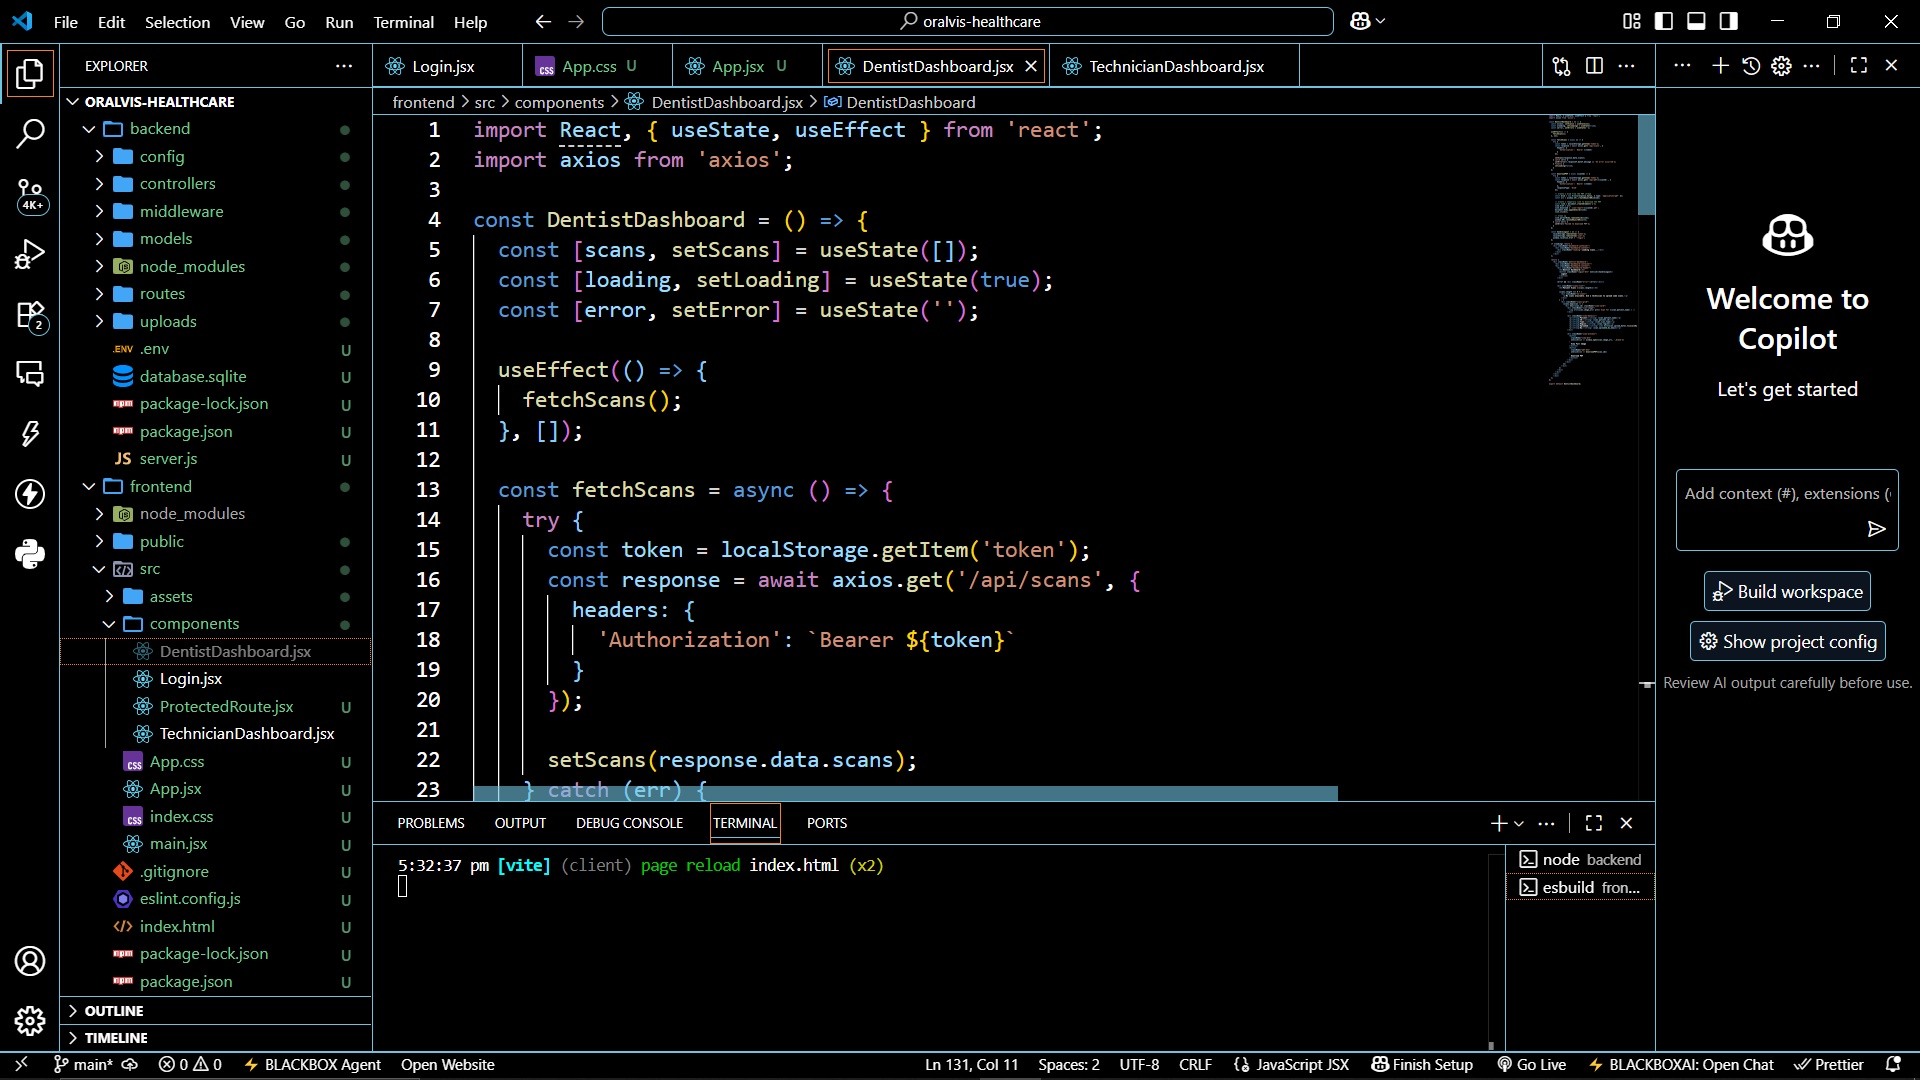 File Edit Selection View Go Run Terminal Help
oralvis-healthcare
EXPLORER
ORALVIS-HEALTHCARE
backend
config
controllers
middleware
models
node_modules
routes
uploads
.ENV .env U
database.sqlite U
npm package-lock.json U
npm package.json U
JS server.js U
frontend
node_modules
public
src
assets
components
DentistDashboard.jsx
Login.jsx
ProtectedRoute.jsx U
TechnicianDashboard.jsx
css App.css U
App.jsx U
css index.css U
main.jsx U
.gitignore U
eslint.config.js U
index.html U
npm package-lock.json U
npm package.json U
OUTLINE
TIMELINE
4K+
2
Login.jsx
css App.css U
App.jsx U
DentistDashboard.jsx
TechnicianDashboard.jsx
frontend > src > components > DentistDashboard.jsx > DentistDashboard
1 import React, { useState, useEffect } from 'react';
2 import axios from 'axios';
3
4 const DentistDashboard = () => {
5 const [scans, setScans] = useState([]);
6 const [loading, setLoading] = useState(true);
7 const [error, setError] = useState('');
8
9 useEffect(() => {
10 fetchScans();
11 }, []);
12
13 const fetchScans = async () => {
14 try {
15 const token = localStorage.getItem('token');
16 const response = await axios.get('/api/scans', {
17 headers: {
18 'Authorization': `Bearer ${token}`
19 }
20 });
21
22 setScans(response.data.scans);
23 } catch (err) {
PROBLEMS OUTPUT DEBUG CONSOLE TERMINAL PORTS
5:32:37 pm [vite] (client) page reload index.html (x2)
node backend
esbuild fron...
Welcome to
Copilot
Let's get started
Add context (#), extensions (
Build workspace
Show project config
Review AI output carefully before use.
main* 0 0 BLACKBOX Agent Open Website
Ln 131, Col 11 Spaces: 2 UTF-8 CRLF {} JavaScript JSX Finish Setup Go Live BLACKBOXAI: Open Chat Prettier